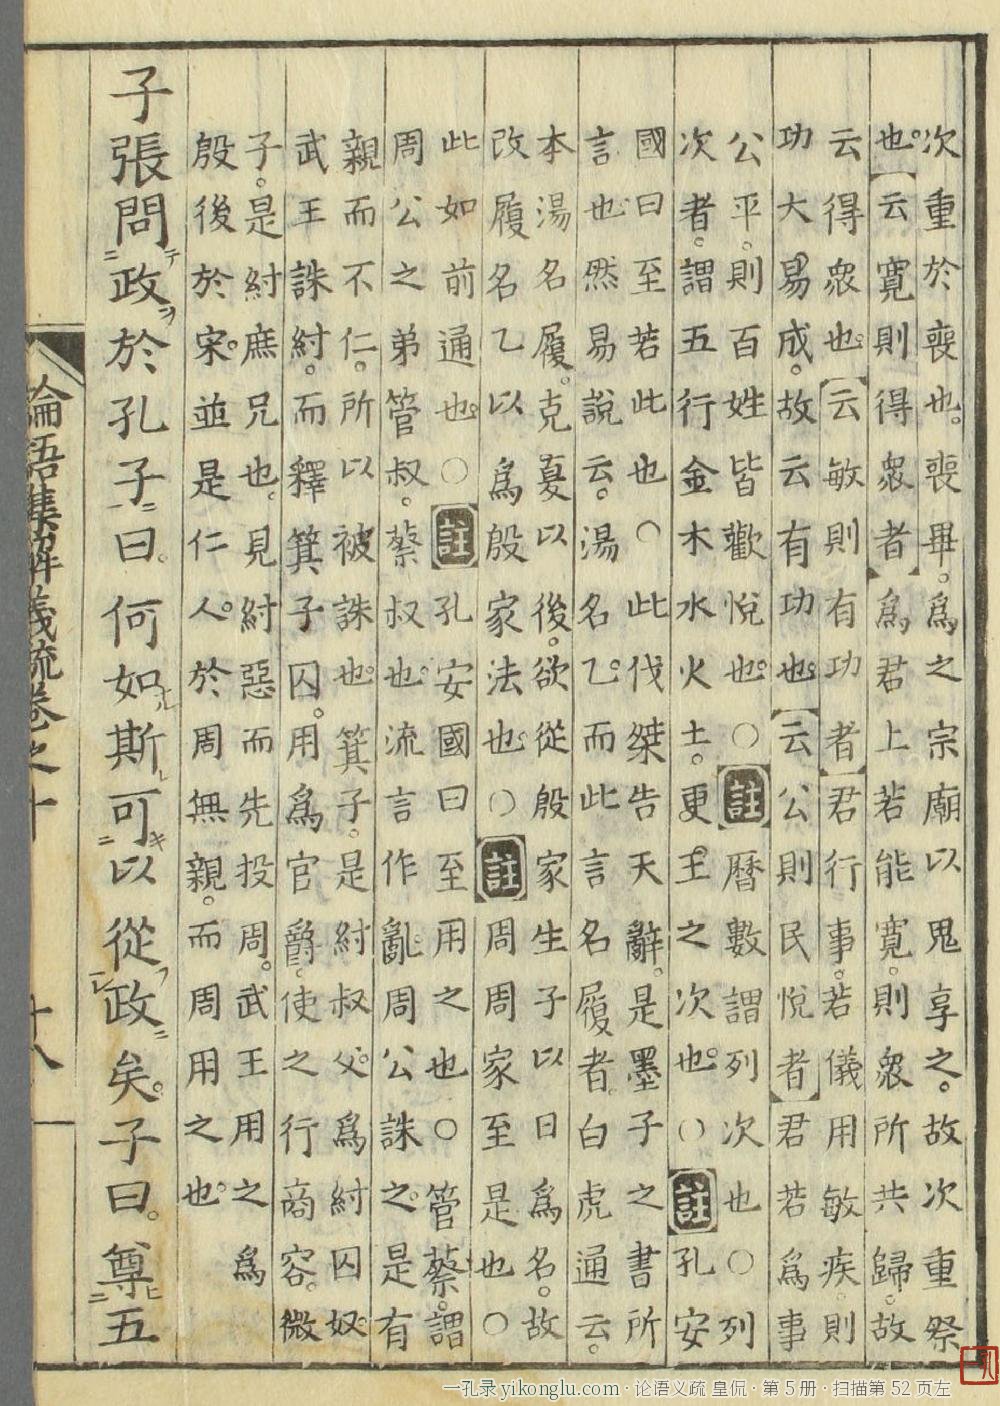 次重於喪也。喪畢。爲之宗廟以鬼享之。故次重祭
也。【云寬則得衆者】爲君上若能寬。則衆所共歸。故
云得衆也。【云敏則有功者】君行事。若儀用敏疾。則
功大易成。故云有功也。【云公則民悅者】君若爲事
公平。則百姓皆歡悅也。○註曆數謂列次也○列
次者。謂五行金木水火土。更王之次也。○註孔安
國曰至若此也○此伐桀告天辭。是墨子之書所
言也。然易說云。湯名乙。而此言名履者。白虎通云。
本湯名履。克夏以後。欲從殷家生子以日爲名。故
改履名乙以爲殷家法也。○註周周家至是也○
此如前通也。○註孔安國曰至用之也○管蔡。謂
周公之弟管叔。蔡叔也。流言作亂。周公誅之。是有
親而不仁。所以被誅也。箕子。是紂叔父。爲紂囚奴。
武王誅紂。而釋箕子囚。用爲官爵。使之行商容。微
子。是紂庶兄也。見紂惡而先投周。武王用之爲
殷後於宋。並是仁人。於周無親。而周用之也。
子張問政於孔子曰。何如斯可以從政矣。子曰。尊五
論語集解義疏卷之十 十八
一孔录 yikonglu.com · 论语义疏 皇侃 · 第 5 册 · 扫描第 52 页左